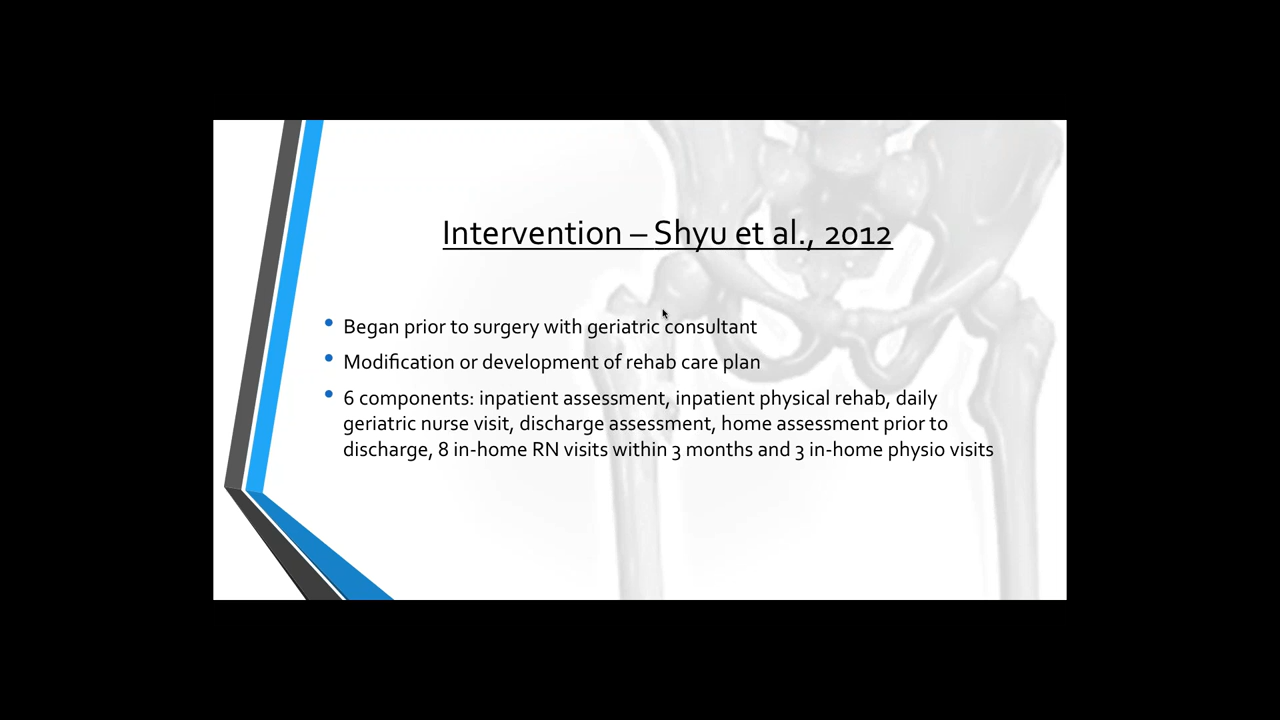 Intervention – Shyu et al., 2012
• Began prior to surgery with geriatric consultant
• Modification or development of rehab care plan
• 6 components: inpatient assessment, inpatient physical rehab, daily
geriatric nurse visit, discharge assessment, home assessment prior to
discharge, 8 in-home RN visits within 3 months and 3 in-home physio visits